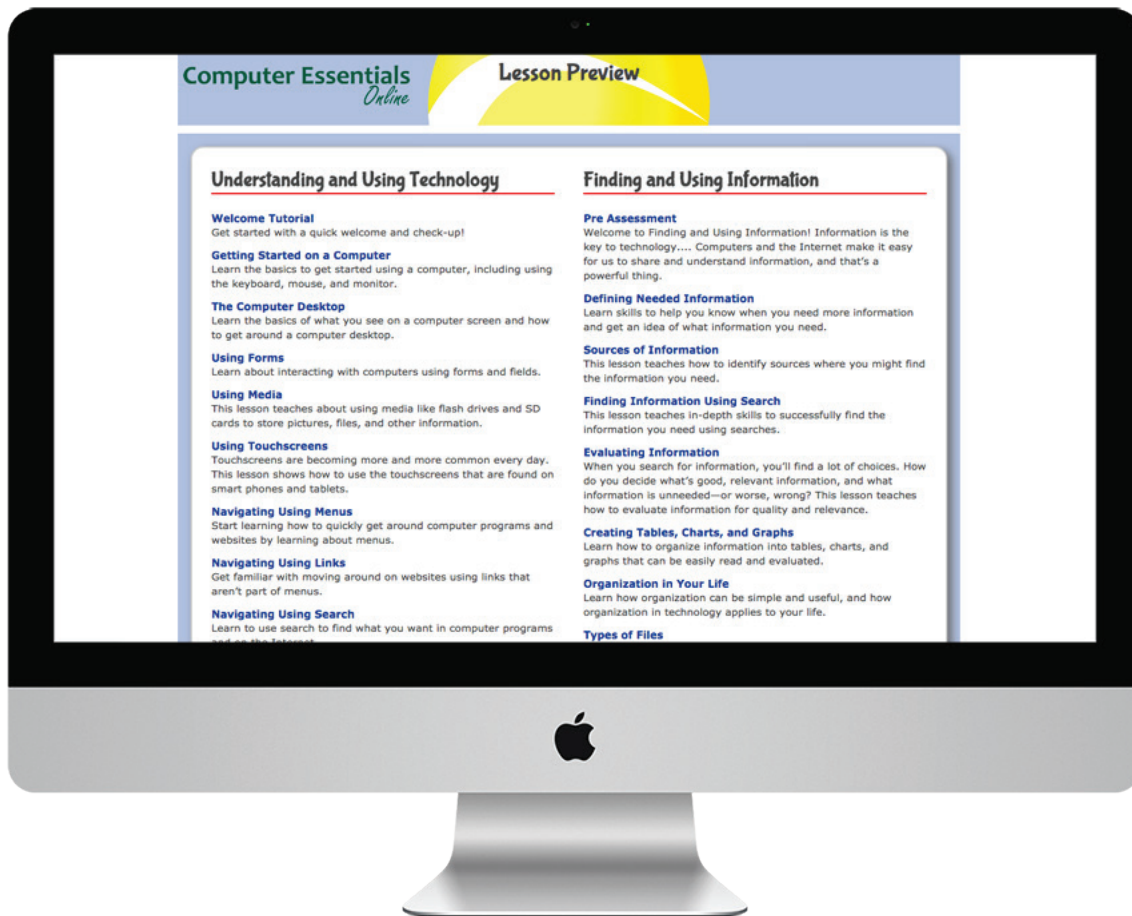 Computer Essentials
Online
Lesson Preview
Understanding and Using Technology
Welcome Tutorial
Get started with a quick welcome and check-up!
Getting Started on a Computer
Learn the basics to get started using a computer, including using
the keyboard, mouse, and monitor.
The Computer Desktop
Learn the basics of what you see on a computer screen and how
to get around a computer desktop.
Using Forms
Learn about interacting with computers using forms and fields.
Using Media
This lesson teaches about using media like flash drives and SD
cards to store pictures, files, and other information.
Using Touchscreens
Touchscreens are becoming more and more common every day.
This lesson shows how to use the touchscreens that are found on
smart phones and tablets.
Navigating Using Menus
Start learning how to quickly get around computer programs and
websites by learning about menus.
Navigating Using Links
Get familiar with moving around on websites using links that
aren't part of menus.
Navigating Using Search
Learn to use search to find what you want in computer programs
and on the Internet.
Finding and Using Information
Pre Assessment
Welcome to Finding and Using Information! Information is the
key to technology.... Computers and the Internet make it easy
for us to share and understand information, and that's a
powerful thing.
Defining Needed Information
Learn skills to help you know when you need more information
and get an idea of what information you need.
Sources of Information
This lesson teaches how to identify sources where you might find
the information you need.
Finding Information Using Search
This lesson teaches in-depth skills to successfully find the
information you need using searches.
Evaluating Information
When you search for information, you'll find a lot of choices. How
do you decide what's good, relevant information, and what
information is unneeded—or worse, wrong? This lesson teaches
how to evaluate information for quality and relevance.
Creating Tables, Charts, and Graphs
Learn how to organize information into tables, charts, and
graphs that can be easily read and evaluated.
Organization in Your Life
Learn how organization can be simple and useful, and how
organization in technology applies to your life.
Types of Files